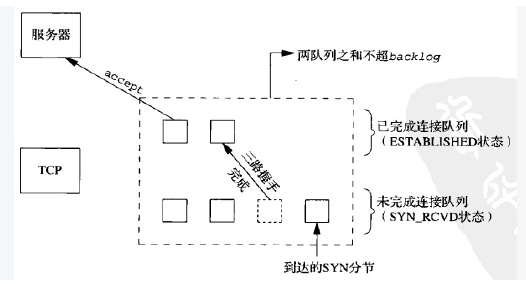 服务器
两队列之和不超backlog
accept
已完成连接队列
（ESTABLISHED状态）
TCP
三路握手
完成
未完成连接队列
（SYN_RCVD状态）
到达的SYN分节